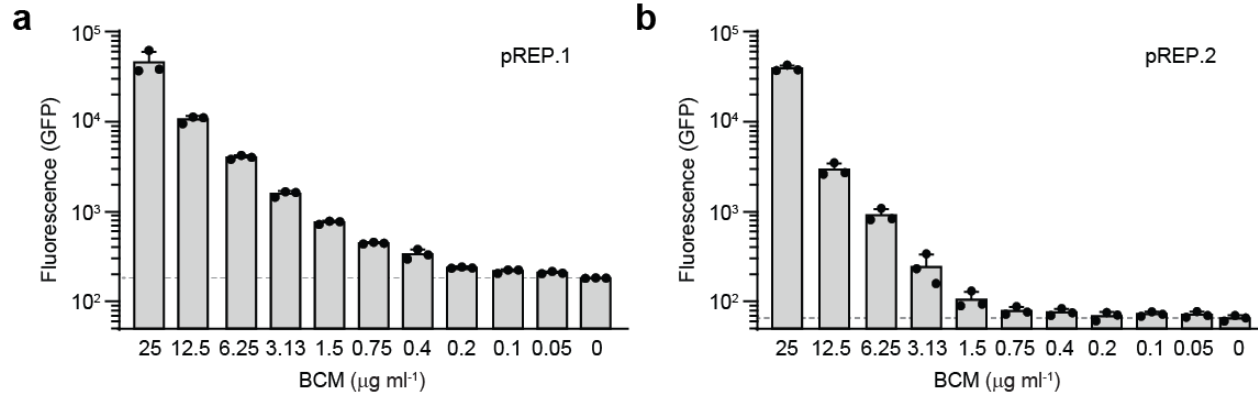 a
pREP.1
Fluorescence (GFP)
10⁵
10⁴
10³
10²
25 12.5 6.25 3.13 1.5 0.75 0.4 0.2 0.1 0.05 0
BCM (μg ml⁻¹)
b
pREP.2
Fluorescence (GFP)
10⁵
10⁴
10³
10²
25 12.5 6.25 3.13 1.5 0.75 0.4 0.2 0.1 0.05 0
BCM (μg ml⁻¹)